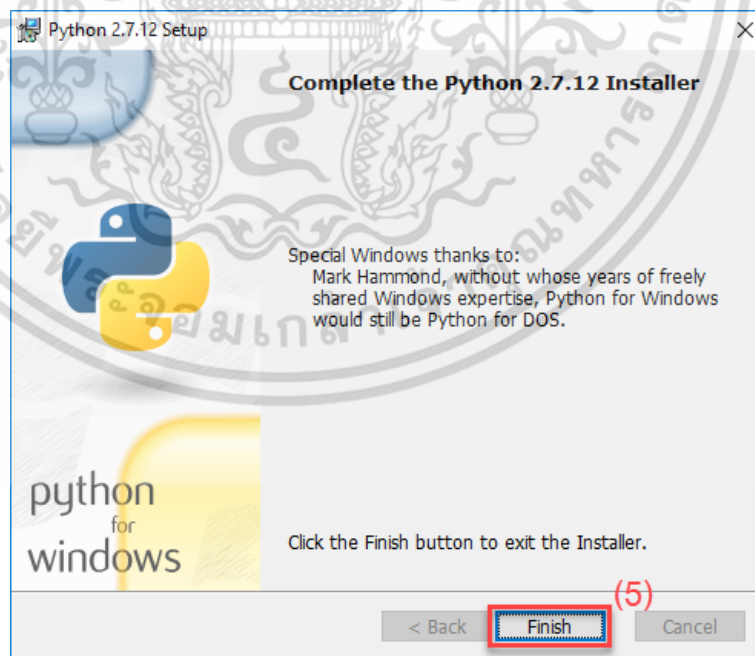 Python 2.7.12 Setup
Complete the Python 2.7.12 Installer
Special Windows thanks to:
Mark Hammond, without whose years of freely
shared Windows expertise, Python for Windows
would still be Python for DOS.
python
for
windows
Click the Finish button to exit the Installer.
(5)
< Back
Finish
Cancel